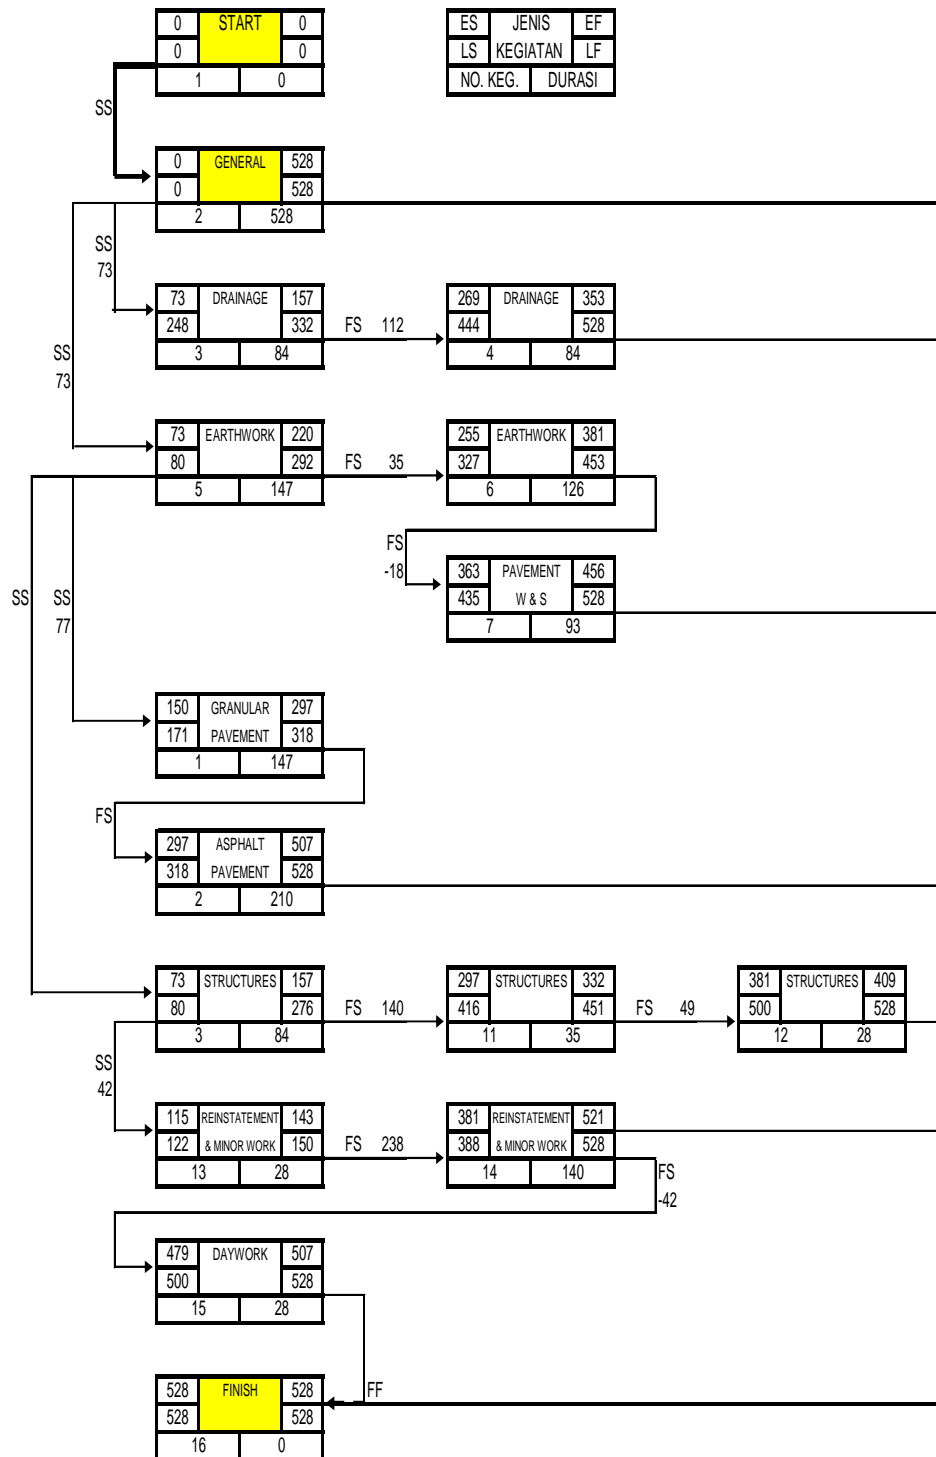 0 START 0
0 0
1 0
ES JENIS EF
LS KEGIATAN LF
NO. KEG. DURASI
SS
0 GENERAL 528
0 528
2 528
SS
73
73 DRAINAGE 157
248 332
3 84
FS 112
269 DRAINAGE 353
444 528
4 84
SS
73
73 EARTHWORK 220
80 292
5 147
FS 35
255 EARTHWORK 381
327 453
6 126
FS
-18
363 PAVEMENT 456
435 W & S 528
7 93
SS
SS
77
150 GRANULAR 297
171 PAVEMENT 318
1 147
FS
297 ASPHALT 507
318 PAVEMENT 528
2 210
73 STRUCTURES 157
80 276
3 84
FS 140
297 STRUCTURES 332
416 451
11 35
FS 49
381 STRUCTURES 409
500 528
12 28
SS
42
115 REINSTATEMENT 143
122 & MINOR WORK 150
13 28
FS 238
381 REINSTATEMENT 521
388 & MINOR WORK 528
14 140
FS
-42
479 DAYWORK 507
500 528
15 28
FF
528 FINISH 528
528 528
16 0